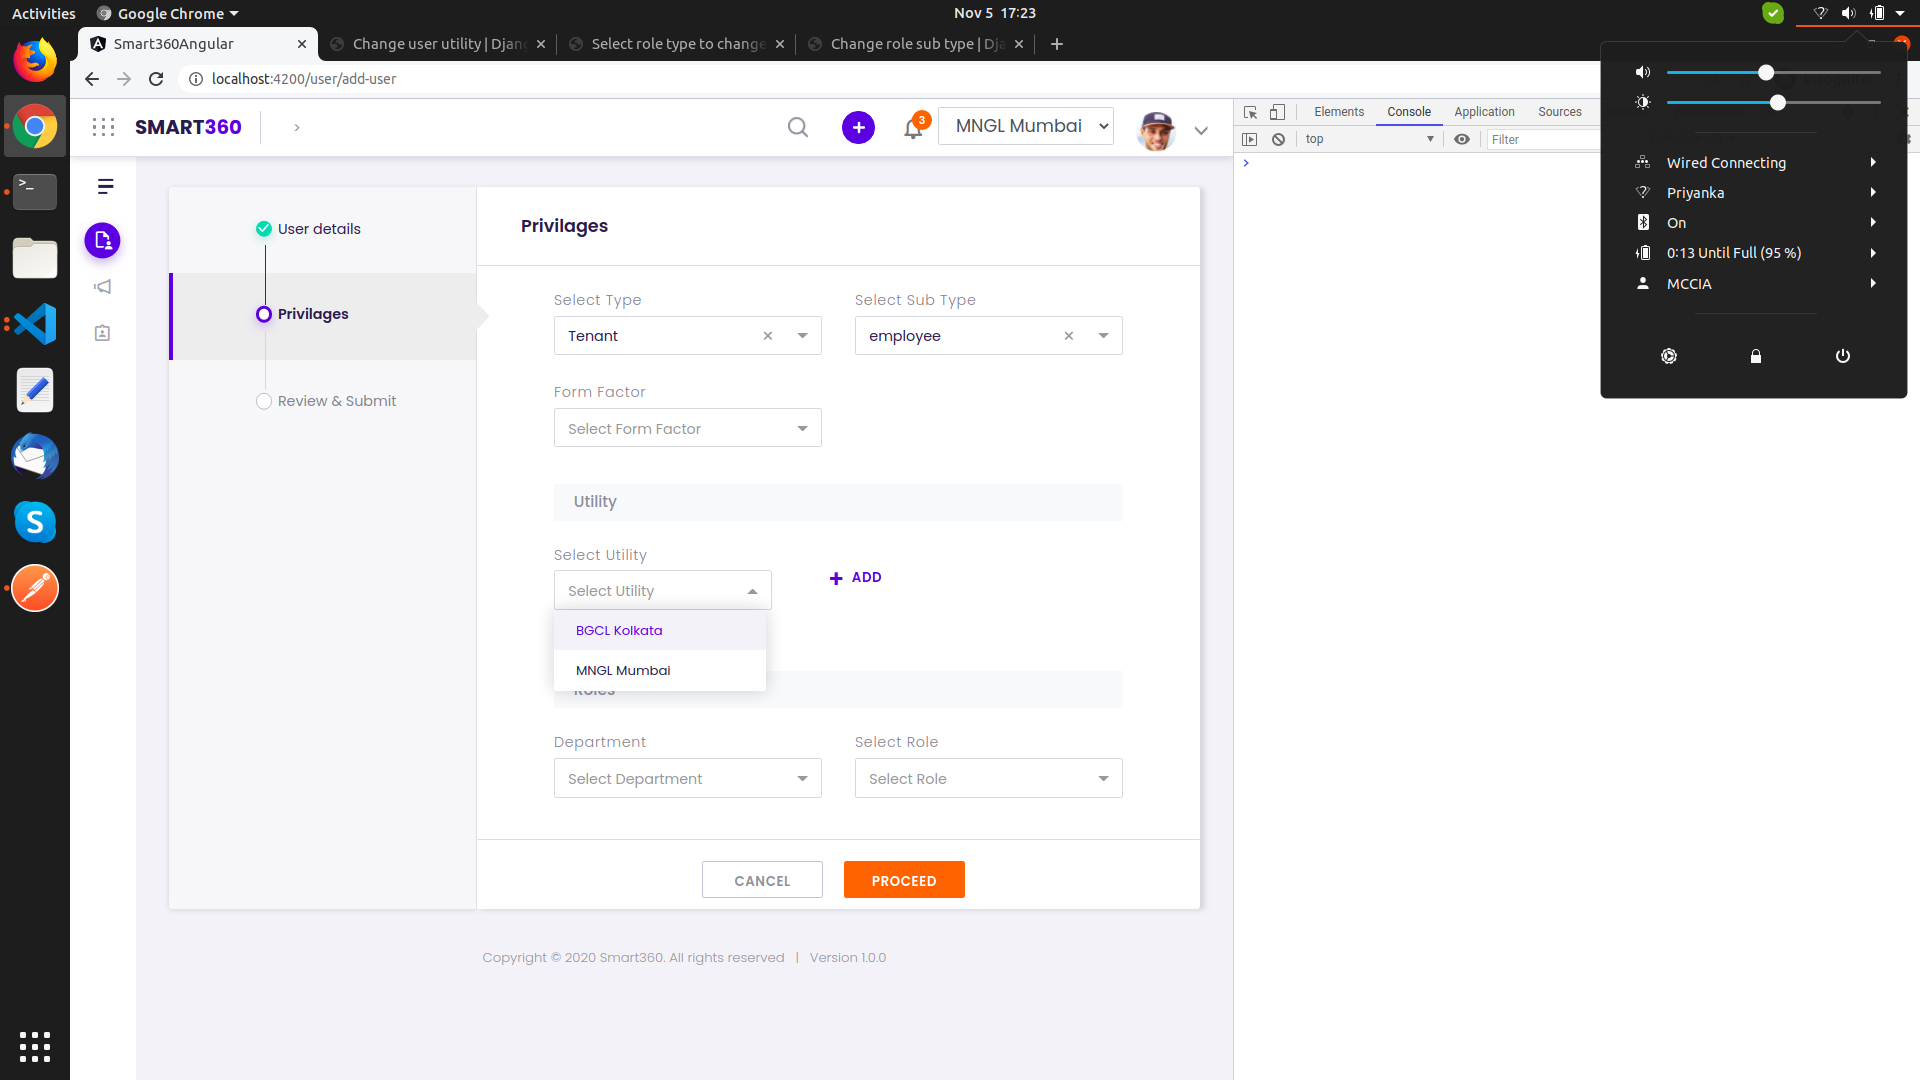 Activities
Google Chrome
Nov 5 17:23
Smart360Angular
Change user utility | Djan
Select role type to change
Change role sub type | Dja
localhost:4200/user/add-user
SMART360
3
MNGL Mumbai
Elements
Console
Application
Sources
top
Filter
User details
Privilages
Review & Submit
Privilages
Select Type
Select Sub Type
Tenant
employee
Form Factor
Select Form Factor
Utility
Select Utility
Select Utility
ADD
BGCL Kolkata
MNGL Mumbai
Roles
Department
Select Role
Select Department
Select Role
CANCEL
PROCEED
Copyright © 2020 Smart360. All rights reserved | Version 1.0.0
Wired Connecting
Priyanka
On
0:13 Until Full (95 %)
MCCIA